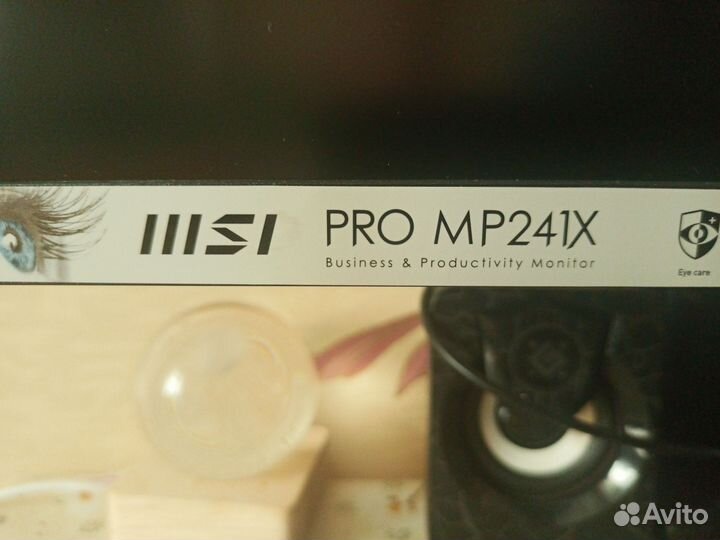 msi PRO MP241X
Business & Productivity Monitor
Eye care
Avito